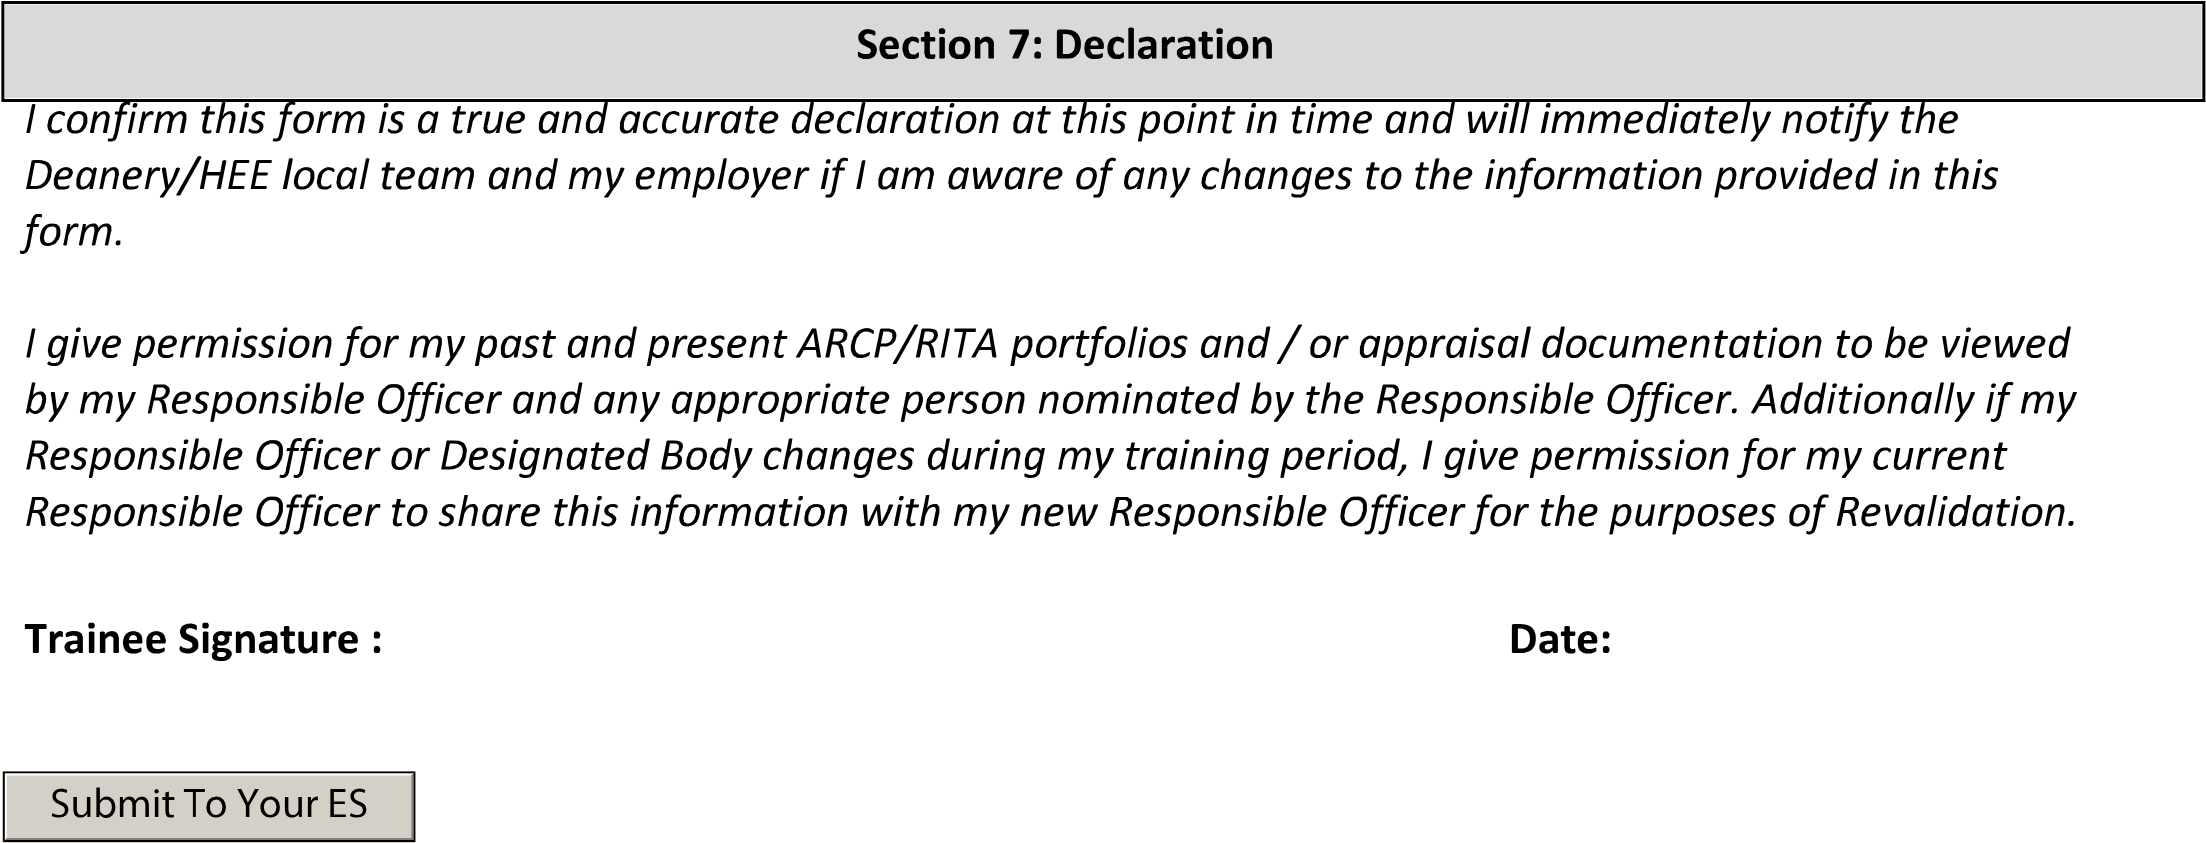 Section 7: Declaration
I confirm this form is a true and accurate declaration at this point in time and will immediately notify the
Deanery/HEE local team and my employer if I am aware of any changes to the information provided in this
form.
I give permission for my past and present ARCP/RITA portfolios and / or appraisal documentation to be viewed
by my Responsible Officer and any appropriate person nominated by the Responsible Officer. Additionally if my
Responsible Officer or Designated Body changes during my training period, I give permission for my current
Responsible Officer to share this information with my new Responsible Officer for the purposes of Revalidation.
Trainee Signature : Date:
Submit To Your ES